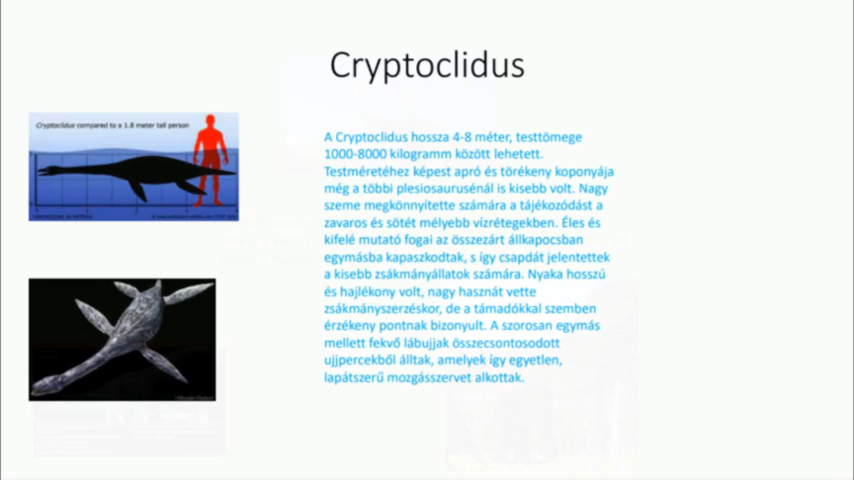 Cryptoclidus
Cryptoclidus compared to a 1.8 meter tall person
A Cryptoclidus hossza 4-8 méter, testtömege
1000-8000 kilogramm között lehetett.
Testméretéhez képest apró és törékeny koponyája
még a többi plesiosaurusénál is kisebb volt. Nagy
szeme megkönnyítette számára a tájékozódást a
zavaros és sötét mélyebb vízrétegekben. Éles és
kifelé mutató fogai az összezárt állkapocsban
egymásba kapaszkodtak, s így csapdát jelentettek
a kisebb zsákmányállatok számára. Nyaka hosszú
és hajlékony volt, nagy hasznát vette
zsákmányszerzéskor, de a támadókkal szemben
érzékeny pontnak bizonyult. A szorosan egymás
mellett fekvő lábujjak összecsontosodott
ujjpercekből álltak, amelyek így egyetlen,
lapátszerű mozgásszervet alkottak.